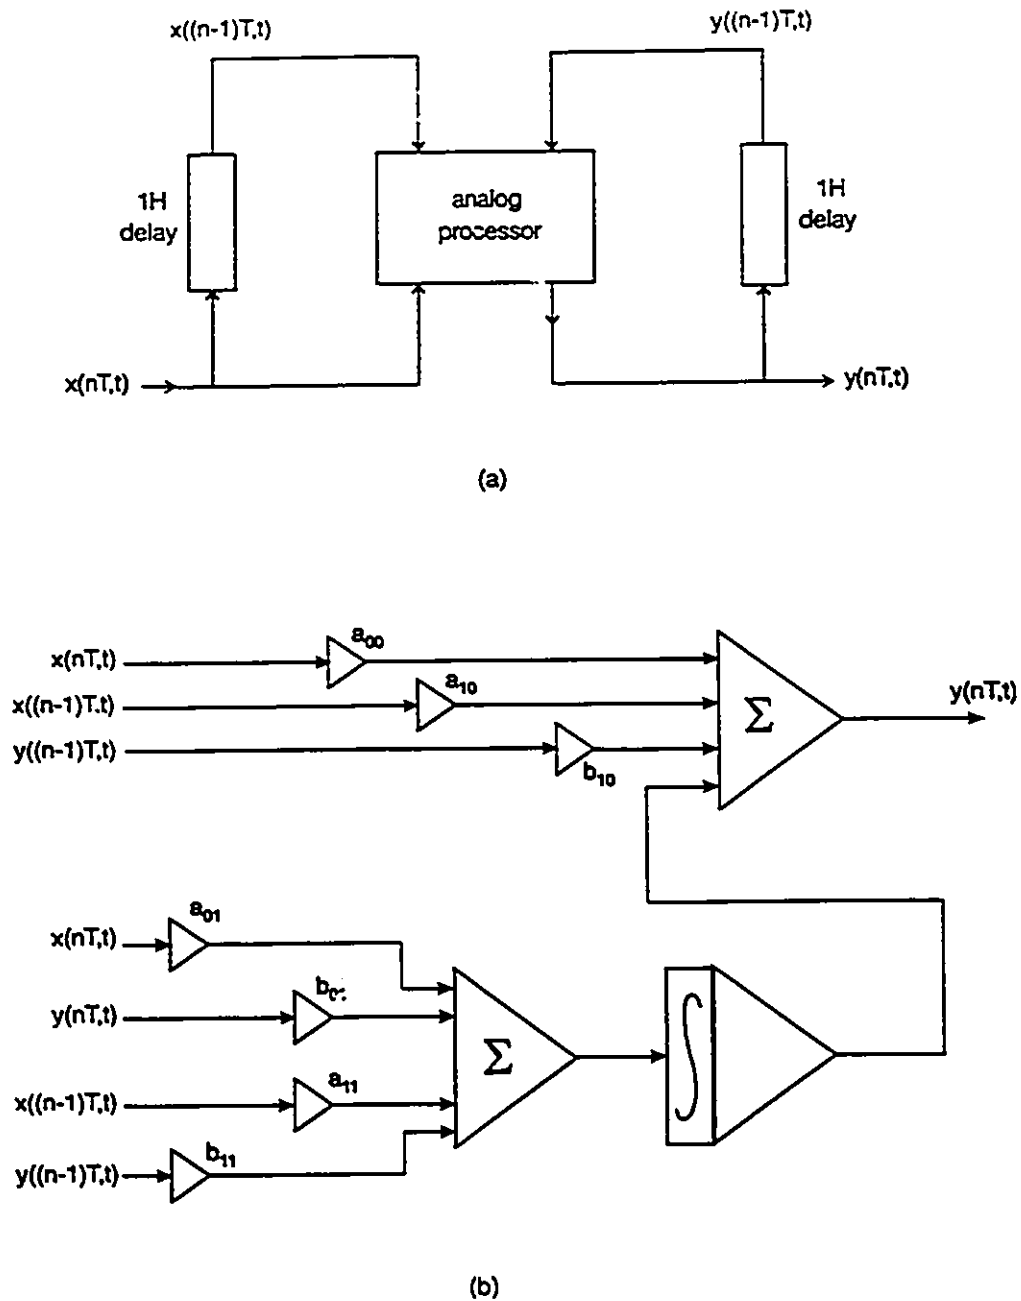 x((n-1)T,t)
y((n-1)T,t)
1H
delay
analog
processor
1H
delay
x(nT,t)
y(nT,t)
(a)
x(nT,t)
a00
x((n-1)T,t)
a10
y((n-1)T,t)
b10
Σ
y(nT,t)
x(nT,t)
a01
y(nT,t)
x((n-1)T,t)
a11
y((n-1)T,t)
b11
Σ
∫
(b)